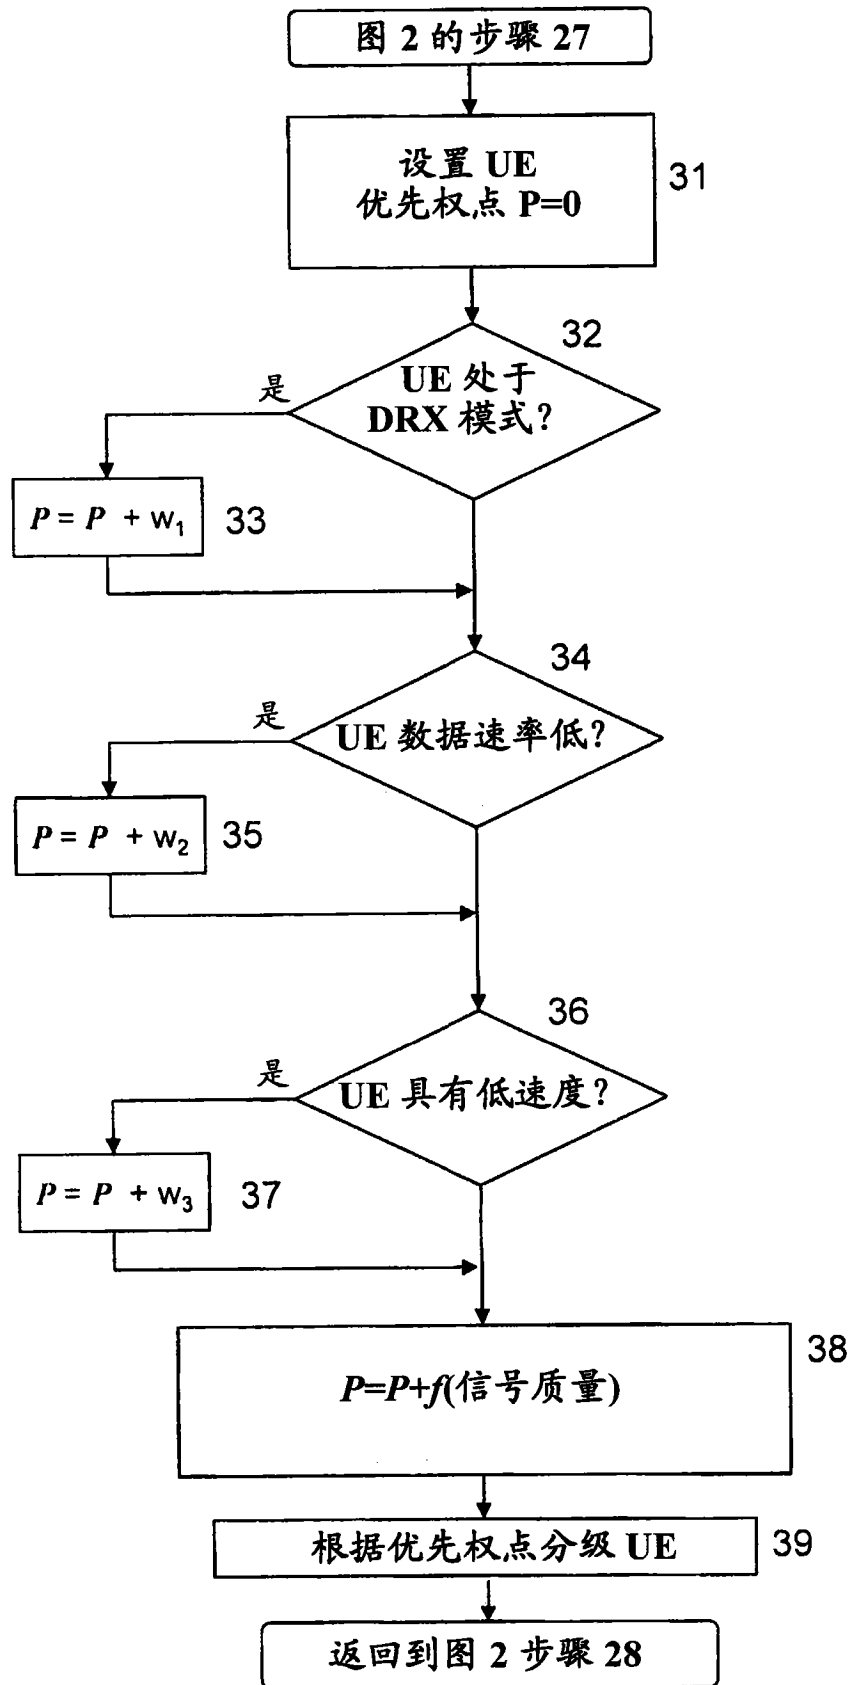 图 2 的步骤 27
设置 UE
优先权点 P=0
31
32
UE 处于
DRX 模式？
是
P = P + w₁
33
34
UE 数据速率低？
是
P = P + w₂
35
36
UE 具有低速度？
是
P = P + w₃
37
38
P=P+f(信号质量)
根据优先权点分级 UE
39
返回到图 2 步骤 28